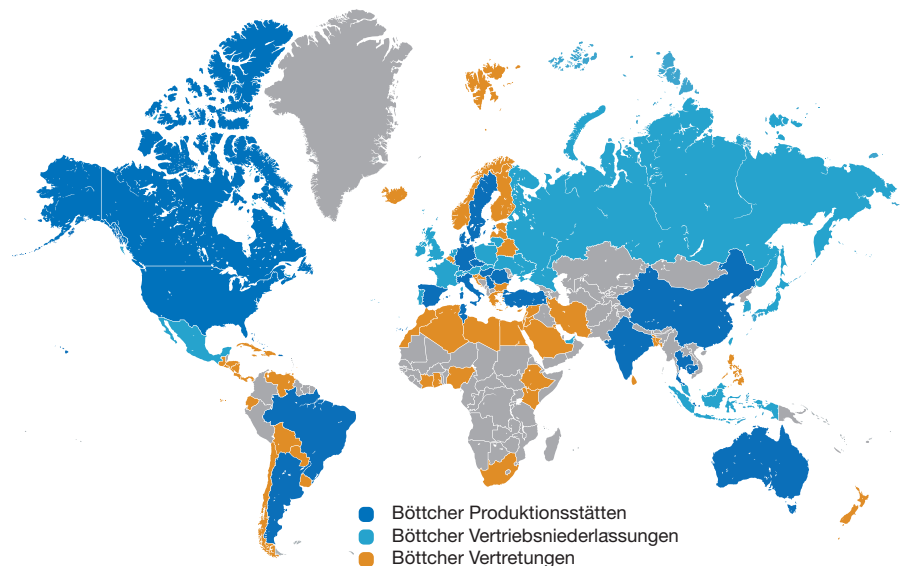 Böttcher Produktionsstätten
Böttcher Vertriebsniederlassungen
Böttcher Vertretungen